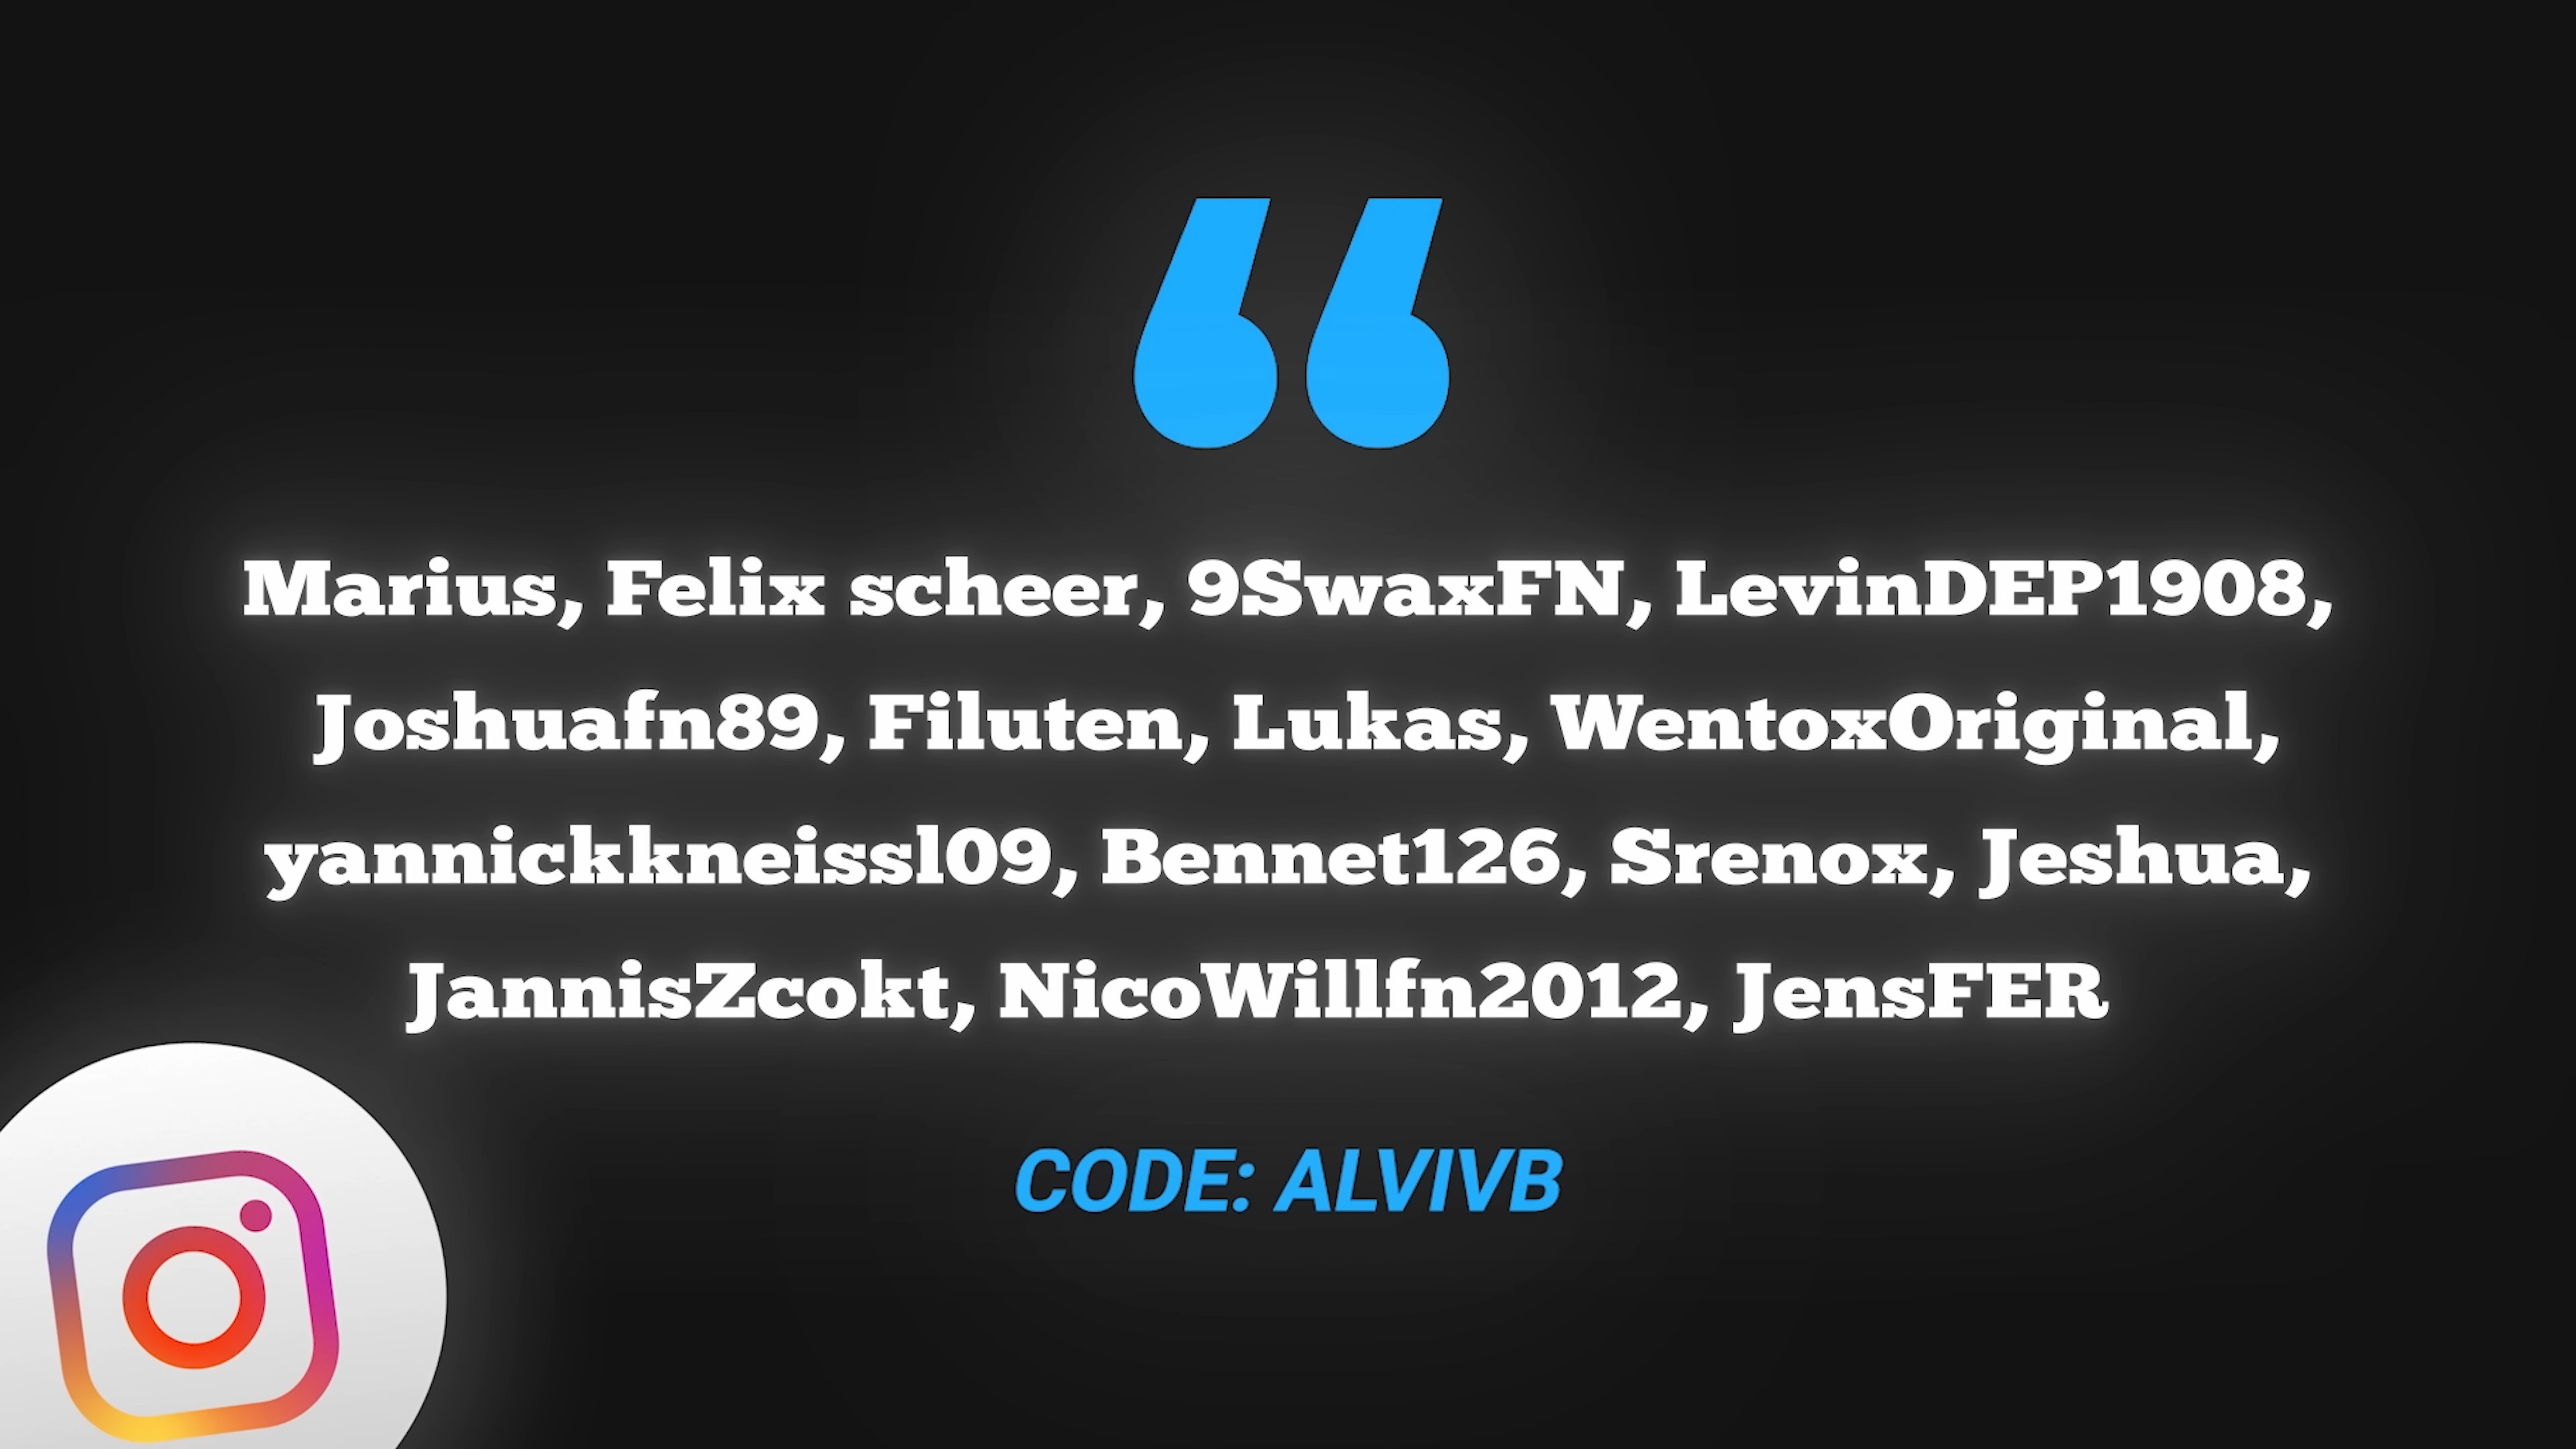 “
Marius, Felix scheer, 9SwaxFN, LevinDEP1908,
Joshuafn89, Filuten, Lukas, WentoxOriginal,
yannickkneissl09, Bennet126, Srenox, Jeshua,
JannisZcokt, NicoWillfn2012, JensFER
CODE: ALVIVB